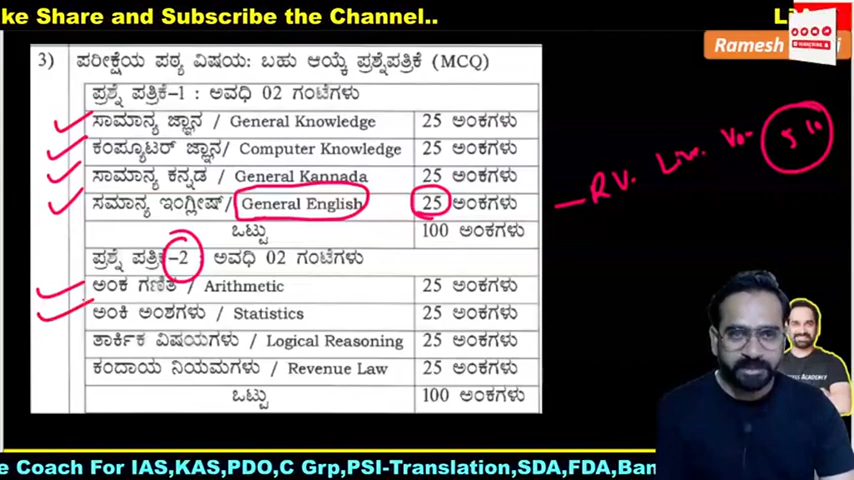 ke Share and Subscribe the Channel..
Ramesh
3) ಪರೀಕ್ಷೆಯ ಪಠ್ಯ ವಿಷಯ: ಬಹು ಆಯ್ಕೆ ಪ್ರಶ್ನೆಪತ್ರಿಕೆ (MCQ)
ಪ್ರಶ್ನೆ ಪತ್ರಿಕೆ-1 : ಅವಧಿ 02 ಗಂಟೆಗಳು
ಸಾಮಾನ್ಯ ಜ್ಞಾನ / General Knowledge 25 ಅಂಕಗಳು
ಕಂಪ್ಯೂಟರ್ ಜ್ಞಾನ/ Computer Knowledge 25 ಅಂಕಗಳು
ಸಾಮಾನ್ಯ ಕನ್ನಡ / General Kannada 25 ಅಂಕಗಳು
ಸಮಾನ್ಯ ಇಂಗ್ಲೀಷ್/ General English 25 ಅಂಕಗಳು
ಒಟ್ಟು 100 ಅಂಕಗಳು
ಪ್ರಶ್ನೆ ಪತ್ರಿಕೆ-2 : ಅವಧಿ 02 ಗಂಟೆಗಳು
ಅಂಕ ಗಣಿತ / Arithmetic 25 ಅಂಕಗಳು
ಅಂಕಿ ಅಂಶಗಳು / Statistics 25 ಅಂಕಗಳು
ತಾರ್ಕಿಕ ವಿಷಯಗಳು / Logical Reasoning 25 ಅಂಕಗಳು
ಕಂದಾಯ ನಿಯಮಗಳು / Revenue Law 25 ಅಂಕಗಳು
ಒಟ್ಟು 100 ಅಂಕಗಳು
e Coach For IAS,KAS,PDO,C Grp,PSI-Translation,SDA,FDA,Ban